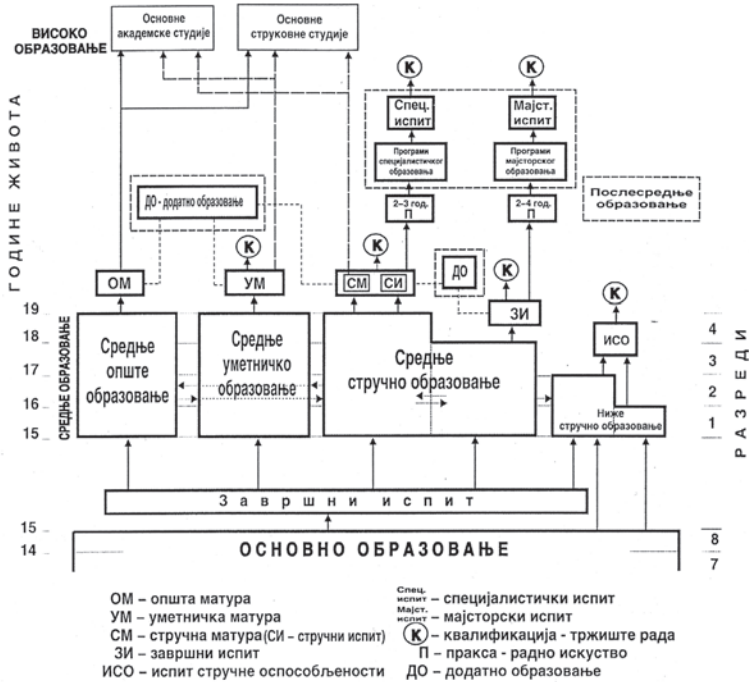 ВИСОКО
ОБРАЗОВАЊЕ
Основне
академске студије
Основне
струковне студије
К
К
Спец.
испит
Мајст.
испит
Програми
специјалистичког
образовања
Програми
мајсторског
образовања
Послесредње
образовање
2–3 год.
П
2–4 год.
П
ГОДИНЕ ЖИВОТА
ДО - додатно образовање
К
К
ДО
К
К
ОМ
УМ
СМ
СИ
ЗИ
ИСО
19
18
17
16
15
СРЕДЊЕ ОБРАЗОВАЊЕ
Средње
опште
образовање
Средње
уметничко
образовање
Средње
стручно образовање
Ниже
стручно образовање
4
3
2
1
РАЗРЕДИ
Завршни испит
15
14
ОСНОВНО ОБРАЗОВАЊЕ
8
7
ОМ – општа матура
УМ – уметничка матура
СМ – стручна матура (СИ – стручни испит)
ЗИ – завршни испит
ИСО – испит стручне оспособљености
Спец.
испит – специјалистички испит
Мајст.
испит – мајсторски испит
К – квалификација - тржиште рада
П – пракса - радно искуство
ДО – додатно образовање